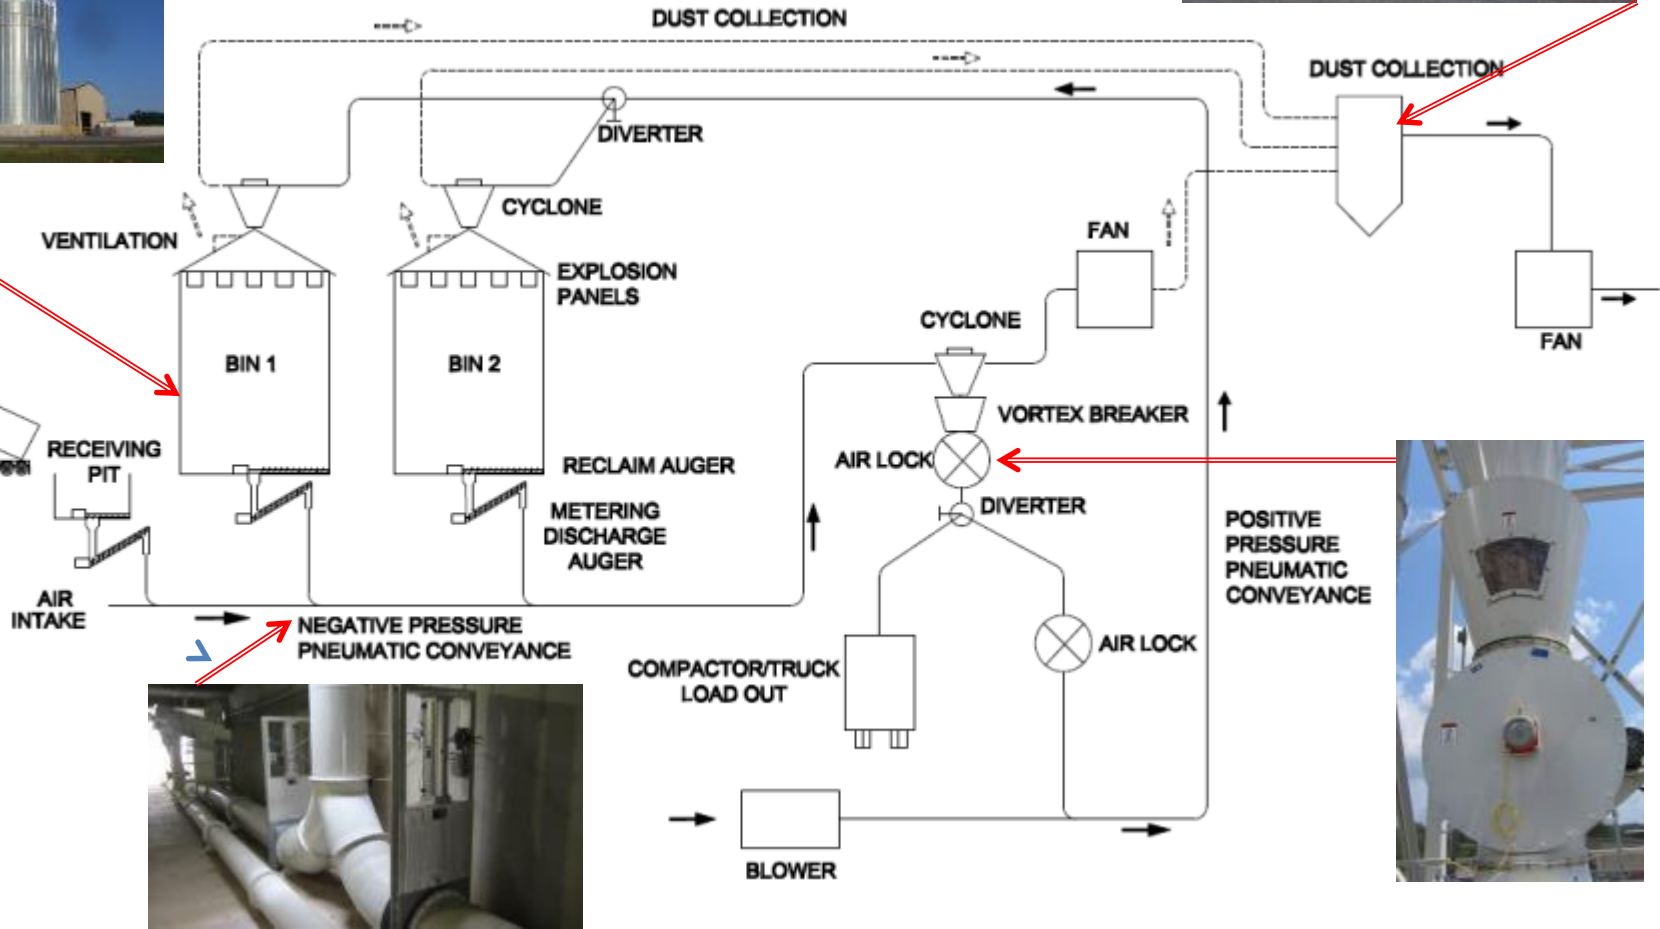 DUST COLLECTION
DUST COLLECTION
DIVERTER
CYCLONE
VENTILATION
FAN
EXPLOSION
PANELS
CYCLONE
FAN
BIN 1
BIN 2
VORTEX BREAKER
RECEIVING
PIT
RECLAIM AUGER
AIR LOCK
METERING
DISCHARGE
AUGER
DIVERTER
POSITIVE
PRESSURE
PNEUMATIC
CONVEYANCE
AIR
INTAKE
NEGATIVE PRESSURE
PNEUMATIC CONVEYANCE
AIR LOCK
COMPACTOR/TRUCK
LOAD OUT
BLOWER